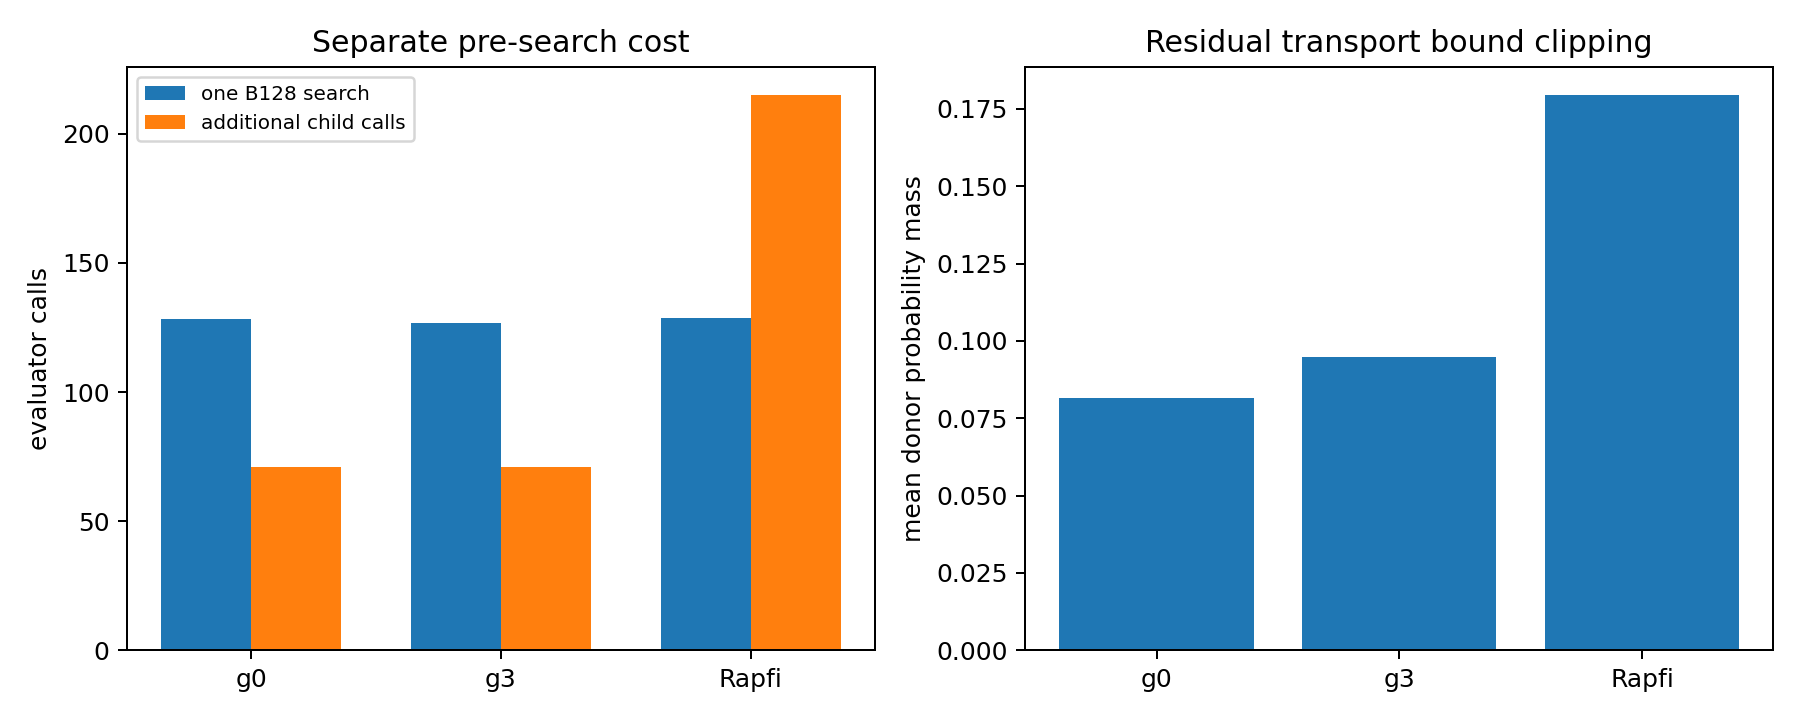 Separate pre-search cost
one B128 search
additional child calls
evaluator calls
200
150
100
50
0
g0
g3
Rapfi
Residual transport bound clipping
mean donor probability mass
0.175
0.150
0.125
0.100
0.075
0.050
0.025
0.000
g0
g3
Rapfi